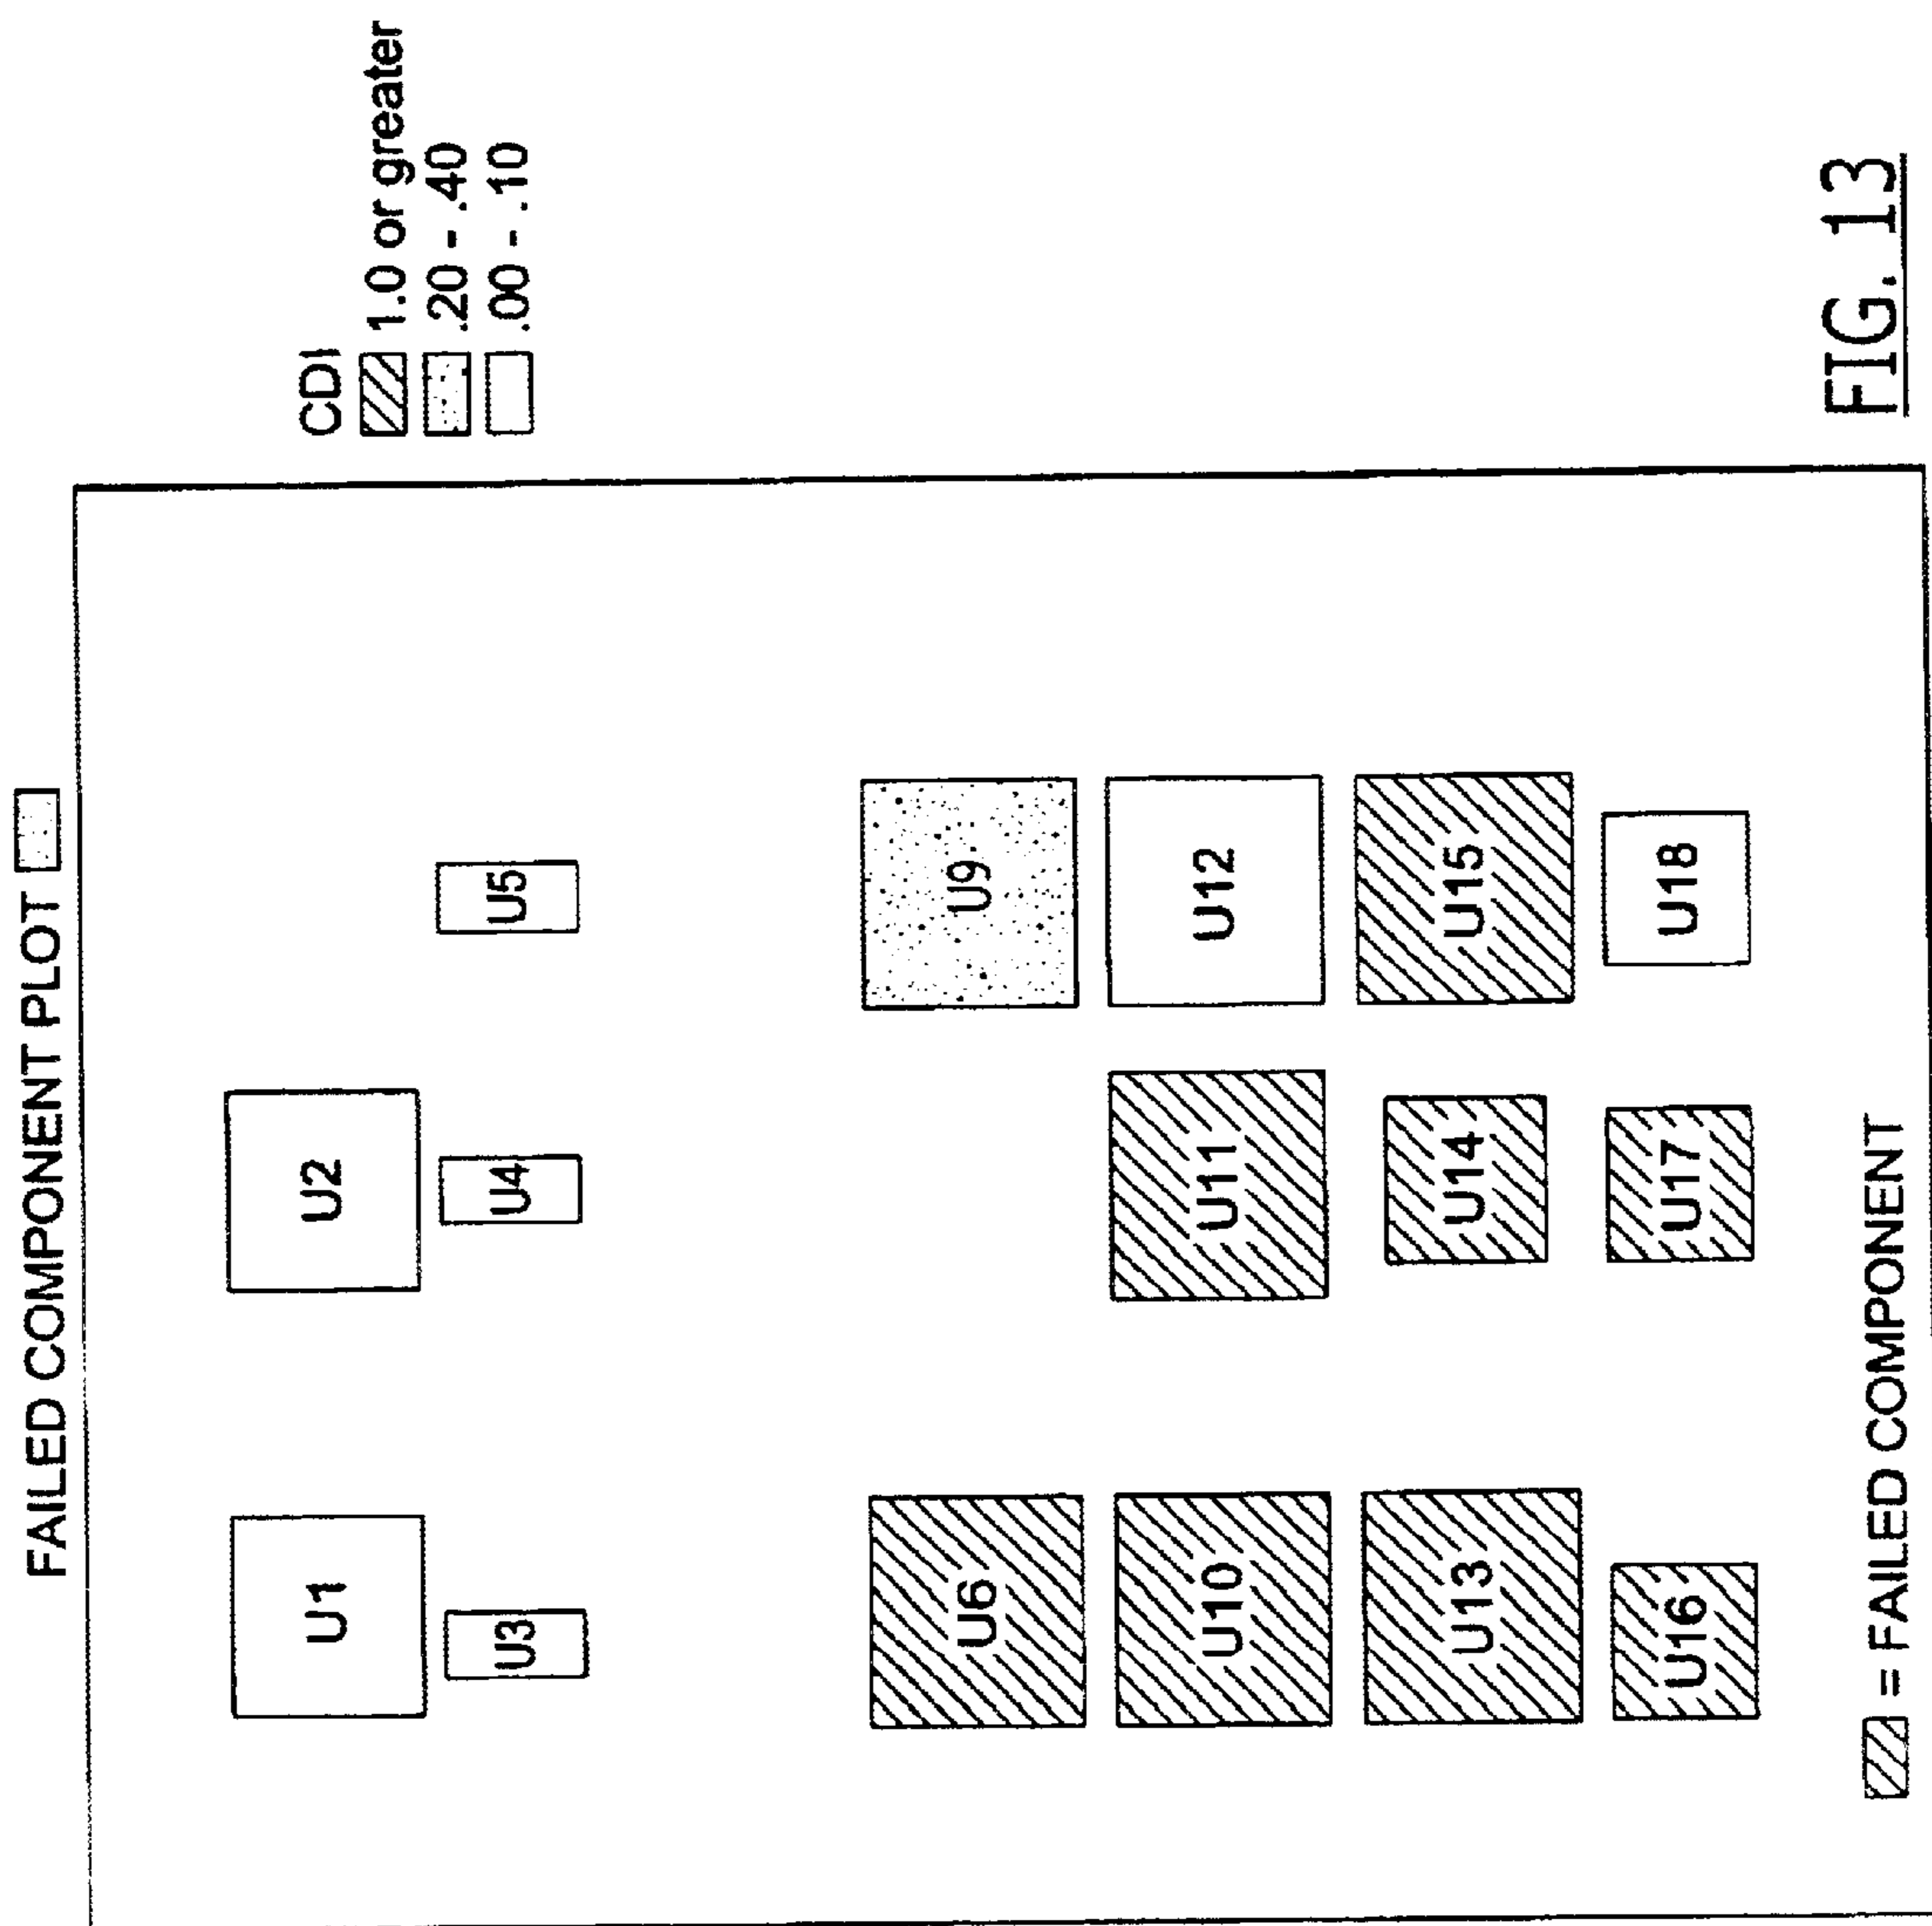 FAILED COMPONENT PLOT
CDI
1.0 or greater
.20 - .40
.00 - .10
U1
U2
U3
U4
U5
U6
U9
U10
U11
U12
U13
U14
U15
U16
U17
U18
= FAILED COMPONENT
FIG. 13